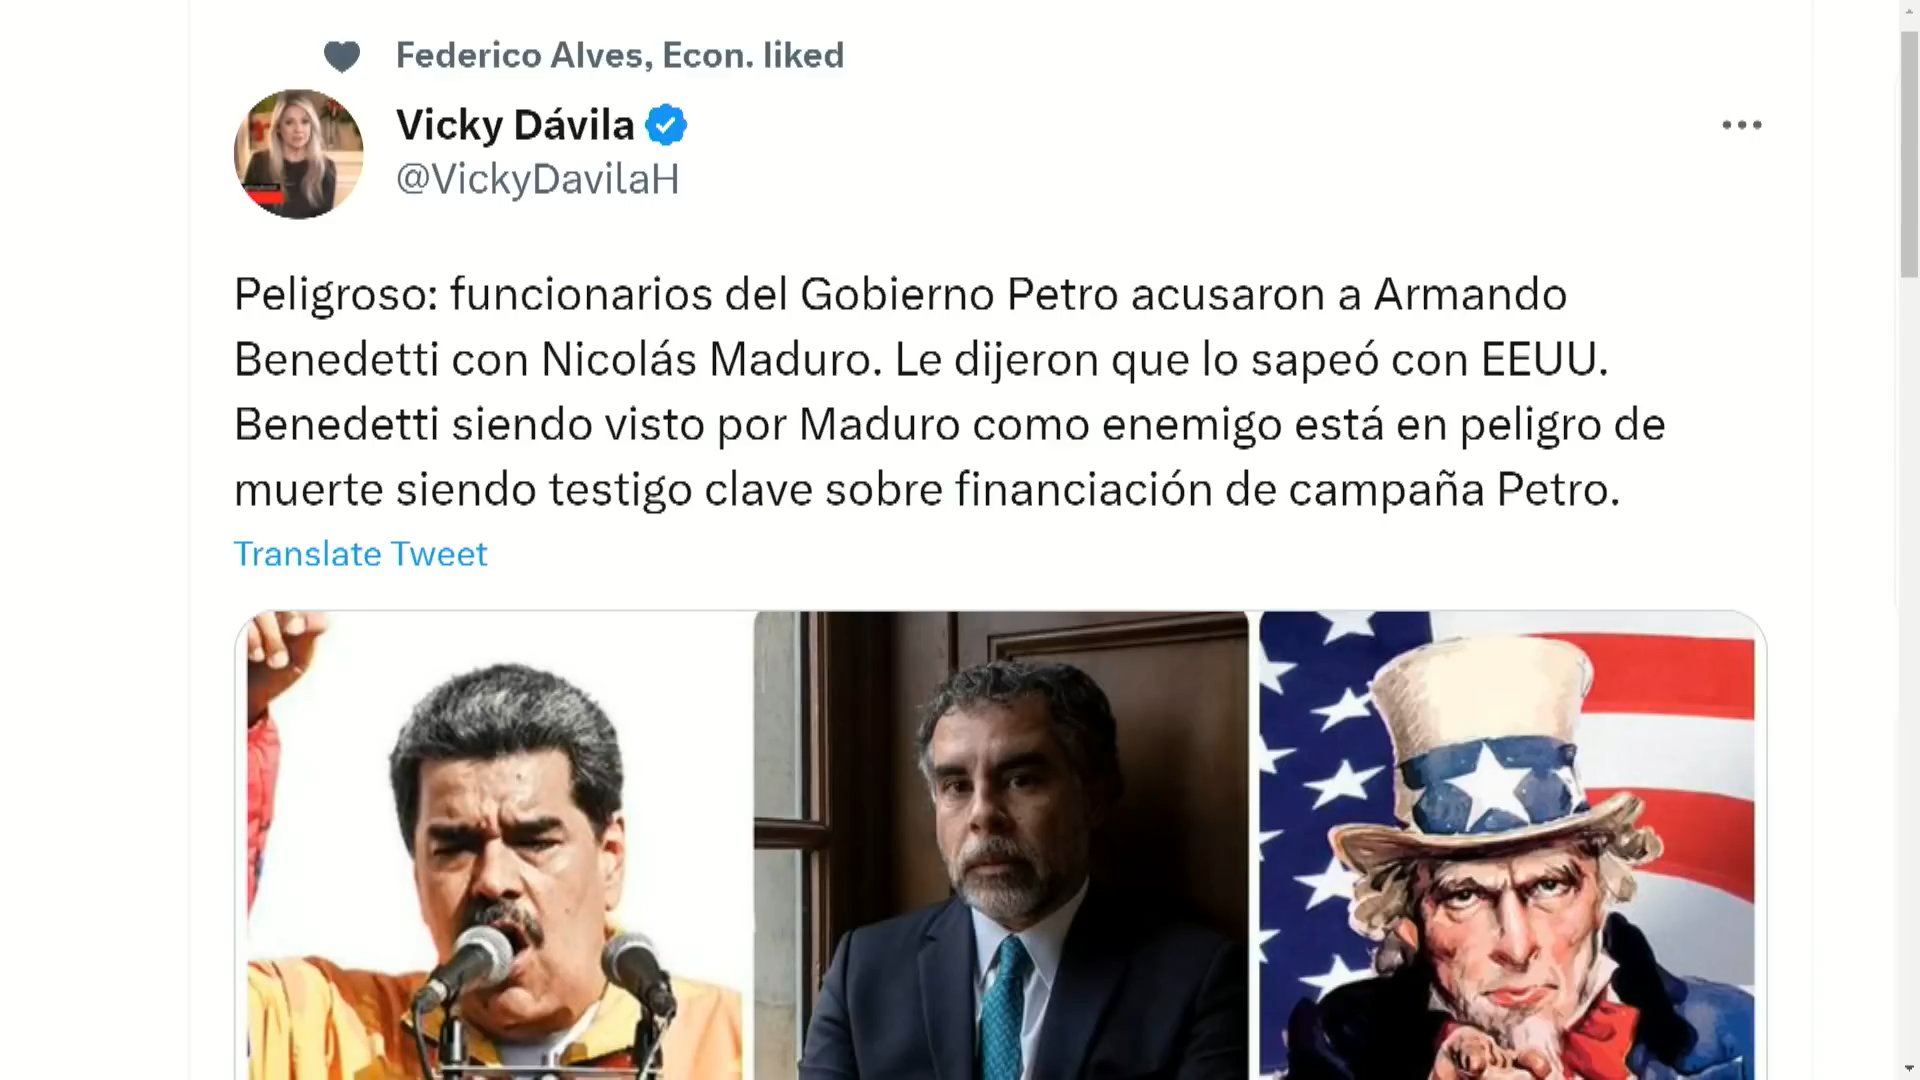 Federico Alves, Econ. liked
Vicky Dávila
@VickyDavilaH
Peligroso: funcionarios del Gobierno Petro acusaron a Armando
Benedetti con Nicolás Maduro. Le dijeron que lo sapeó con EEUU.
Benedetti siendo visto por Maduro como enemigo está en peligro de
muerte siendo testigo clave sobre financiación de campaña Petro.
Translate Tweet